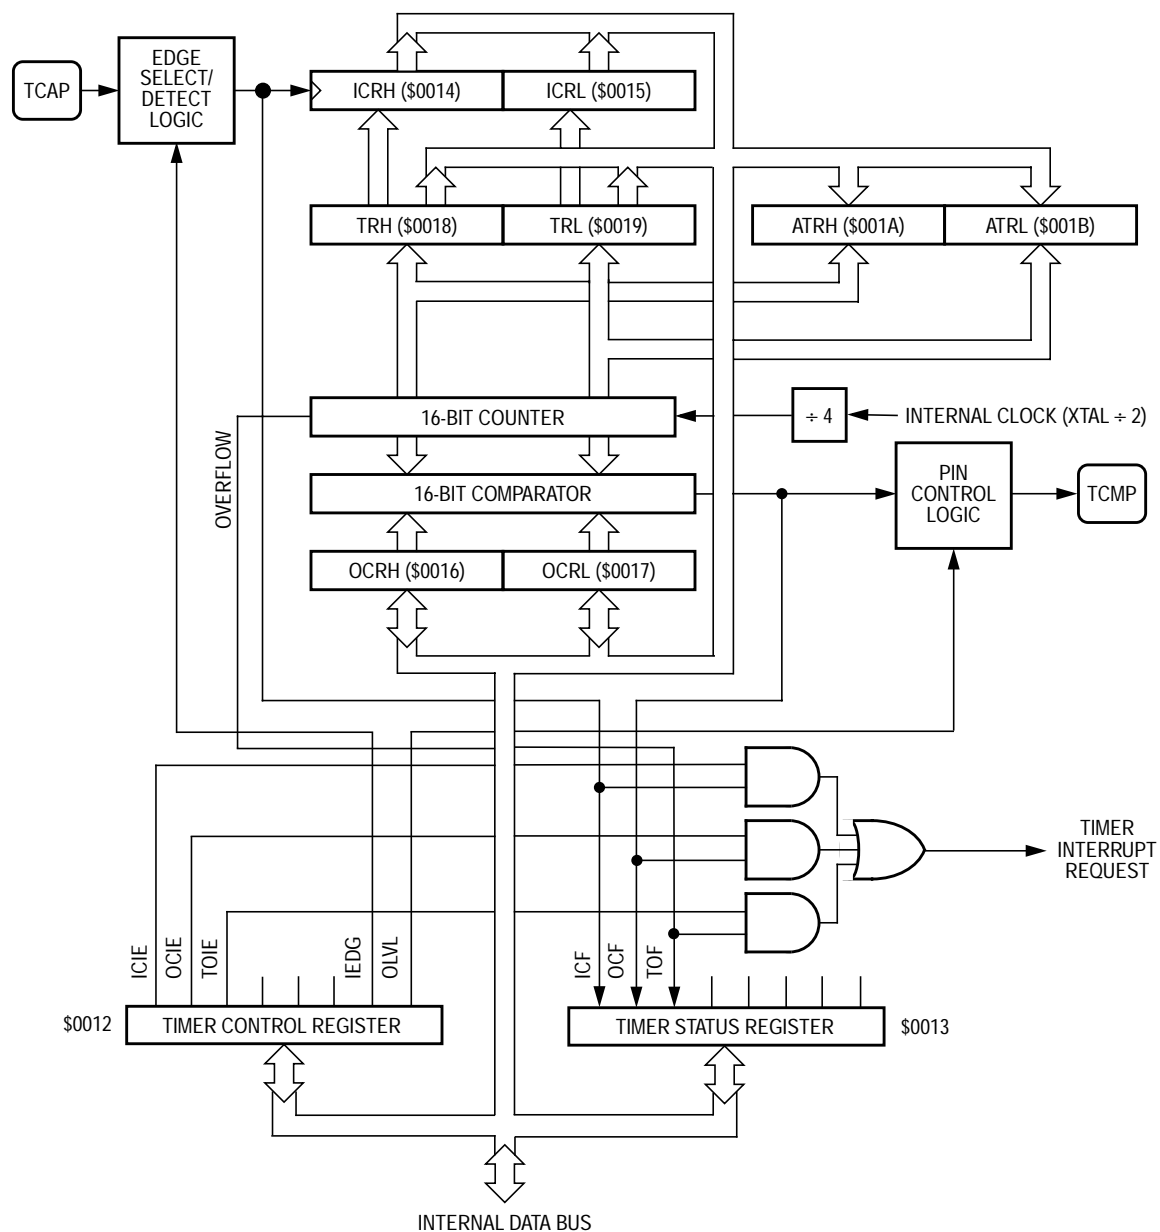 TCAP
EDGE
SELECT/
DETECT
LOGIC
ICRH ($0014)
ICRL ($0015)
TRH ($0018)
TRL ($0019)
ATRH ($001A)
ATRL ($001B)
16-BIT COUNTER
÷ 4
INTERNAL CLOCK (XTAL ÷ 2)
OVERFLOW
16-BIT COMPARATOR
PIN
CONTROL
LOGIC
TCMP
OCRH ($0016)
OCRL ($0017)
TIMER
INTERRUPT
REQUEST
ICIE
OCIE
TOIE
IEDG
OLVL
ICF
OCF
TOF
$0012
TIMER CONTROL REGISTER
TIMER STATUS REGISTER
$0013
INTERNAL DATA BUS